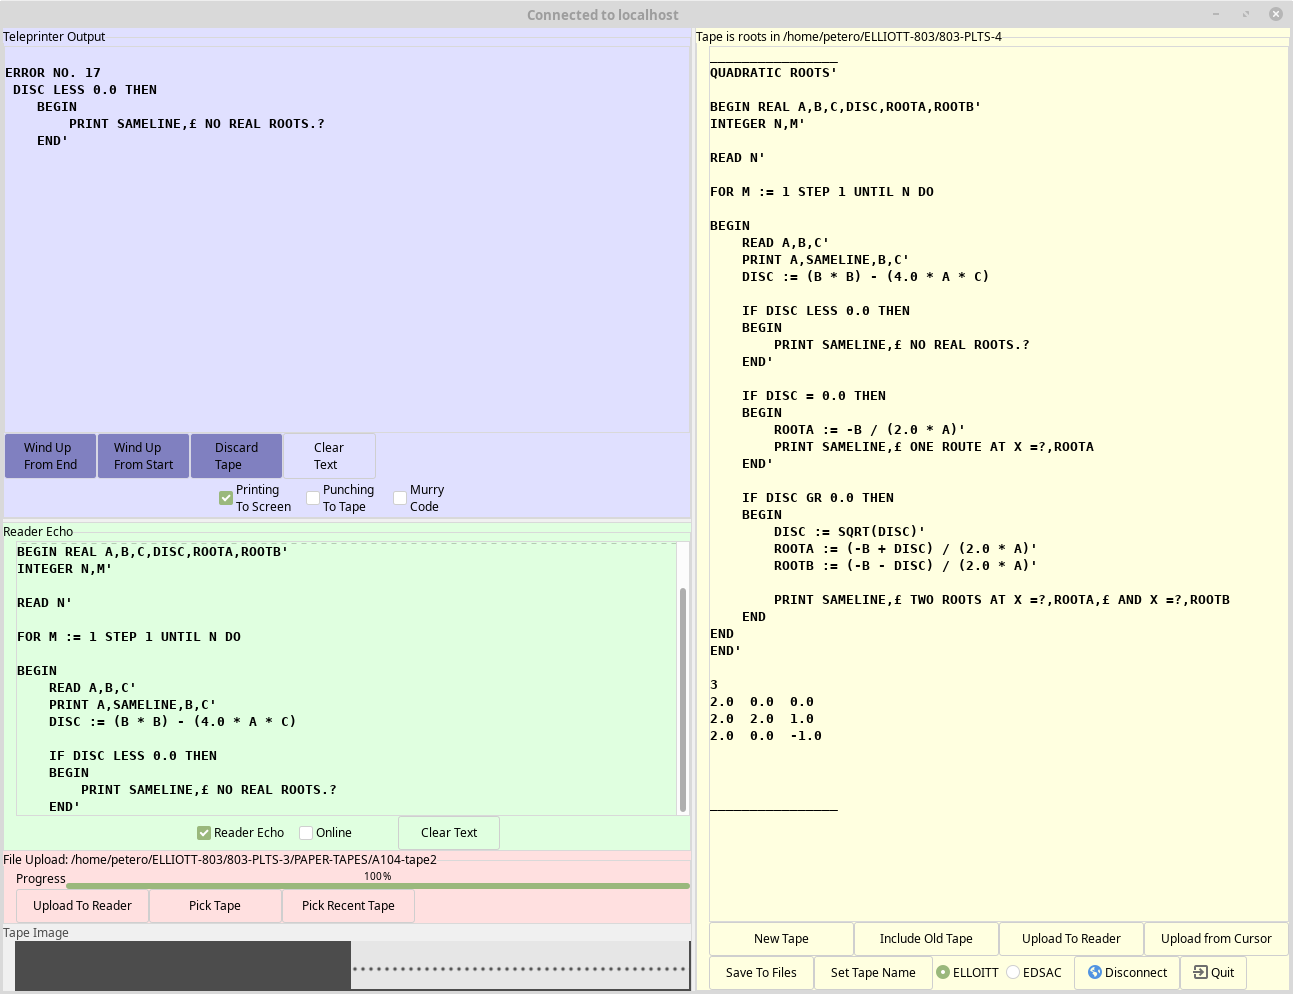 Connected to localhost
Teleprinter Output
ERROR NO. 17
DISC LESS 0.0 THEN
BEGIN
PRINT SAMELINE,£ NO REAL ROOTS.?
END'
Wind Up From End
Wind Up From Start
Discard Tape
Clear Text
Printing To Screen
Punching To Tape
Murry Code
Reader Echo
BEGIN REAL A,B,C,DISC,ROOTA,ROOTB'
INTEGER N,M'
READ N'
FOR M := 1 STEP 1 UNTIL N DO
BEGIN
READ A,B,C'
PRINT A,SAMELINE,B,C'
DISC := (B * B) - (4.0 * A * C)
IF DISC LESS 0.0 THEN
BEGIN
PRINT SAMELINE,£ NO REAL ROOTS.?
END'
Reader Echo
Online
Clear Text
File Upload: /home/petero/ELLIOTT-803/803-PLTS-3/PAPER-TAPES/A104-tape2
Progress
100%
Upload To Reader
Pick Tape
Pick Recent Tape
Tape Image
Tape is roots in /home/petero/ELLIOTT-803/803-PLTS-4
________________
QUADRATIC ROOTS'
BEGIN REAL A,B,C,DISC,ROOTA,ROOTB'
INTEGER N,M'
READ N'
FOR M := 1 STEP 1 UNTIL N DO
BEGIN
READ A,B,C'
PRINT A,SAMELINE,B,C'
DISC := (B * B) - (4.0 * A * C)
IF DISC LESS 0.0 THEN
BEGIN
PRINT SAMELINE,£ NO REAL ROOTS.?
END'
IF DISC = 0.0 THEN
BEGIN
ROOTA := -B / (2.0 * A)'
PRINT SAMELINE,£ ONE ROUTE AT X =?,ROOTA
END'
IF DISC GR 0.0 THEN
BEGIN
DISC := SQRT(DISC)'
ROOTA := (-B + DISC) / (2.0 * A)'
ROOTB := (-B - DISC) / (2.0 * A)'
PRINT SAMELINE,£ TWO ROOTS AT X =?,ROOTA,£ AND X =?,ROOTB
END
END
END'
3
2.0  0.0  0.0
2.0  2.0  1.0
2.0  0.0  -1.0
________________
New Tape
Include Old Tape
Upload To Reader
Upload from Cursor
Save To Files
Set Tape Name
ELLOITT
EDSAC
Disconnect
Quit